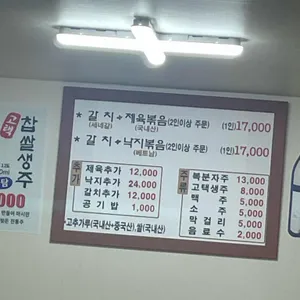 고택
찹쌀생주
* 갈치+제육볶음(2인이상 주문) (1인)17,000
(세네갈) (국내산)
* 갈치+낙지볶음(2인이상 주문) (1인)17,000
(베트남)
추가
제육추가 12,000
낙지추가 24,000
갈치추가 12,000
공기밥 1,000
주류
복분자주 13,000
고택생주 8,000
맥주 5,000
소주 5,000
막걸리 5,000
음료수 2,000
-고추가루(국내산+중국산),쌀(국내산)